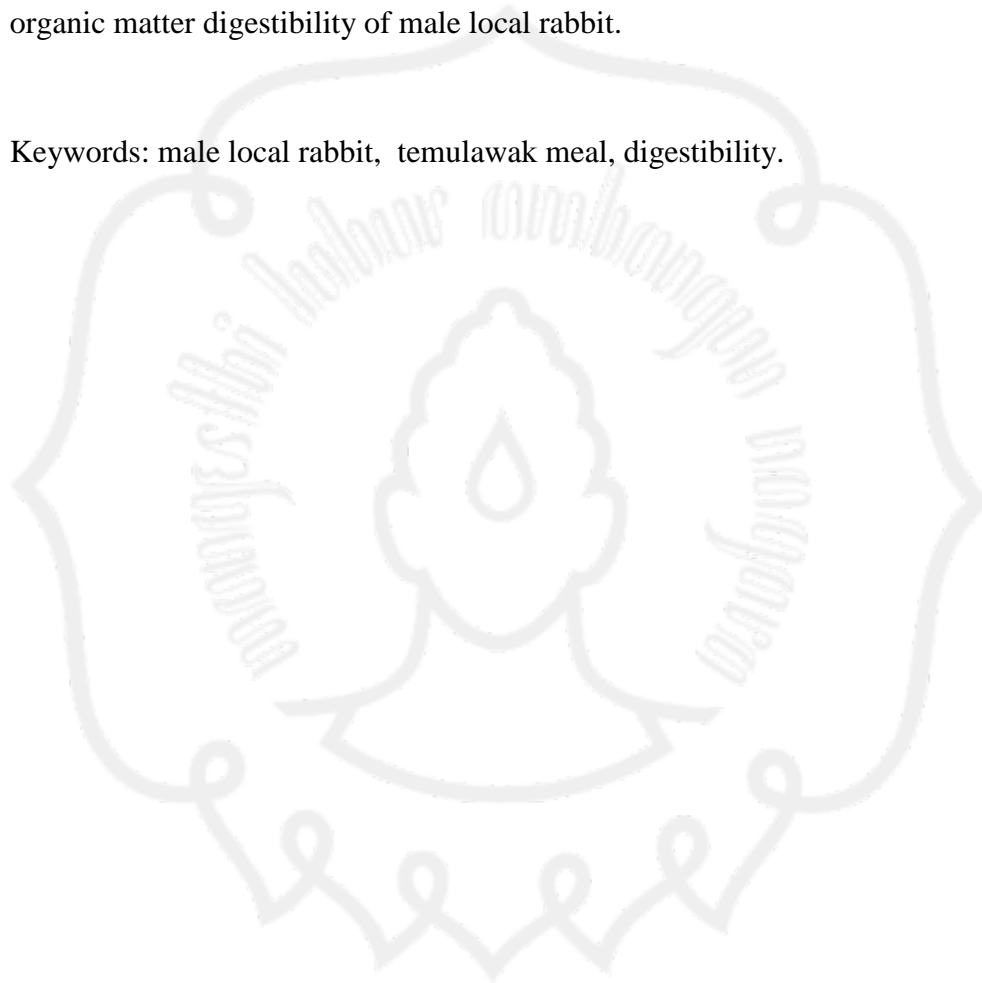 organic matter digestibility of male local rabbit.
Keywords: male local rabbit, temulawak meal, digestibility.